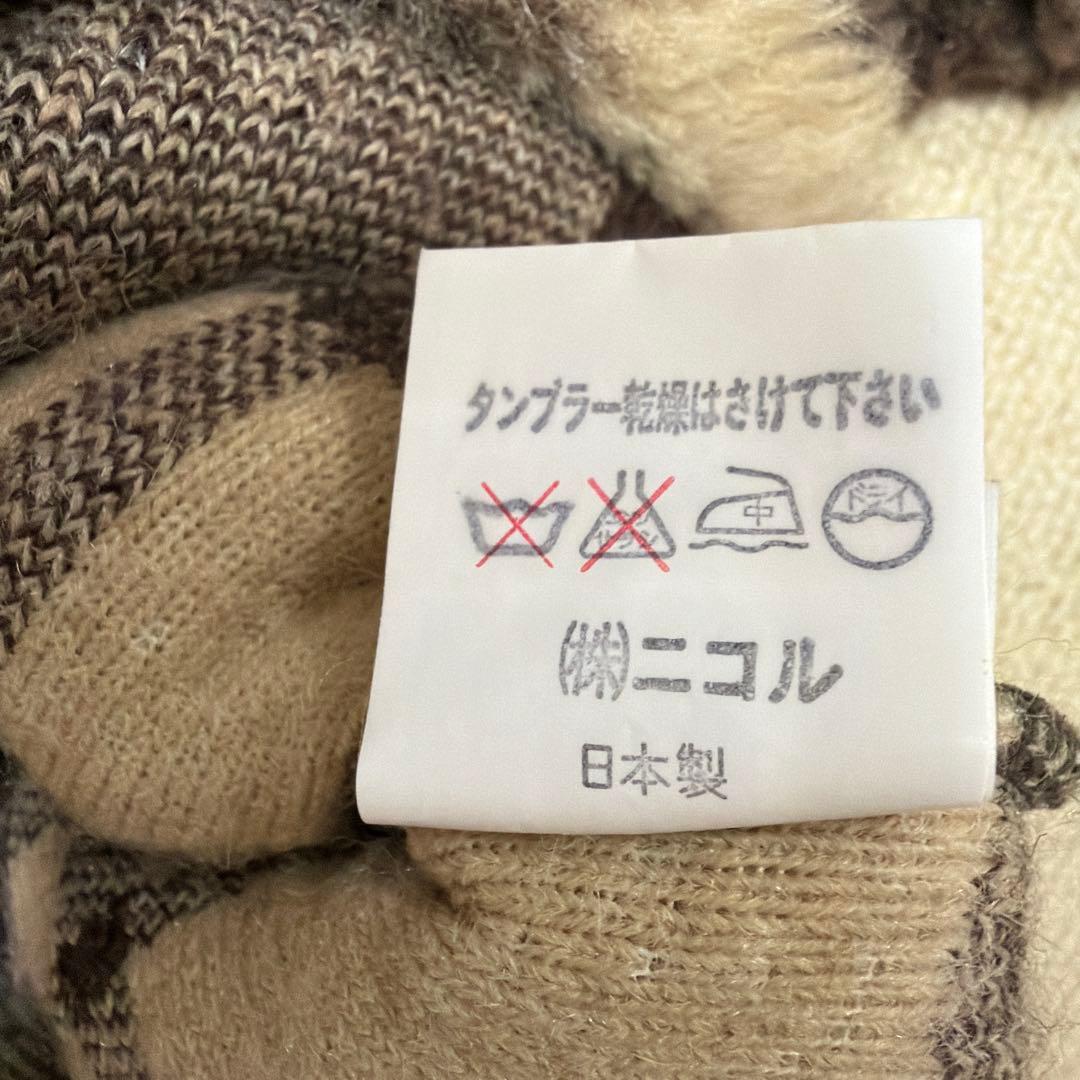 タンブラー乾燥はさけて下さい
中 ドライ
㈱ニコル
日本製